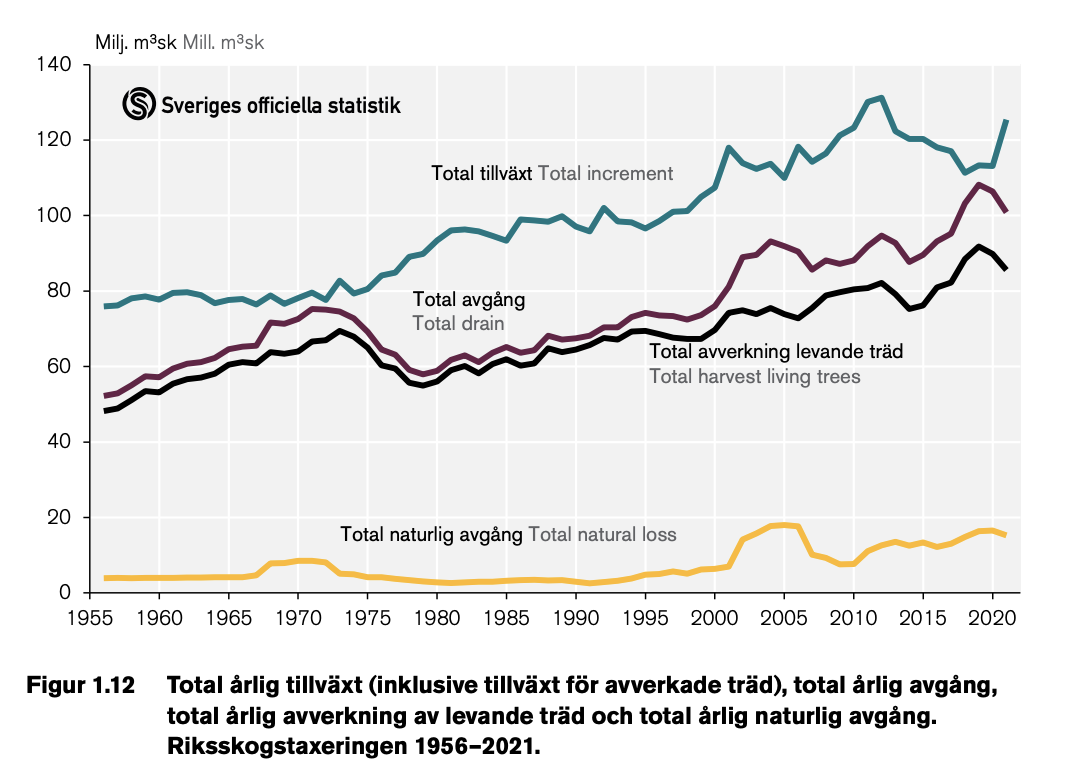 Milj. m³sk Mill. m³sk
140
Sveriges officiella statistik
120
Total tillväxt Total increment
100
80
Total avgång
Total drain
60
Total avverkning levande träd
Total harvest living trees
40
20
Total naturlig avgång Total natural loss
0
1955 1960 1965 1970 1975 1980 1985 1990 1995 2000 2005 2010 2015 2020
Figur 1.12 Total årlig tillväxt (inklusive tillväxt för avverkade träd), total årlig avgång,
total årlig avverkning av levande träd och total årlig naturlig avgång.
Riksskogstaxeringen 1956–2021.